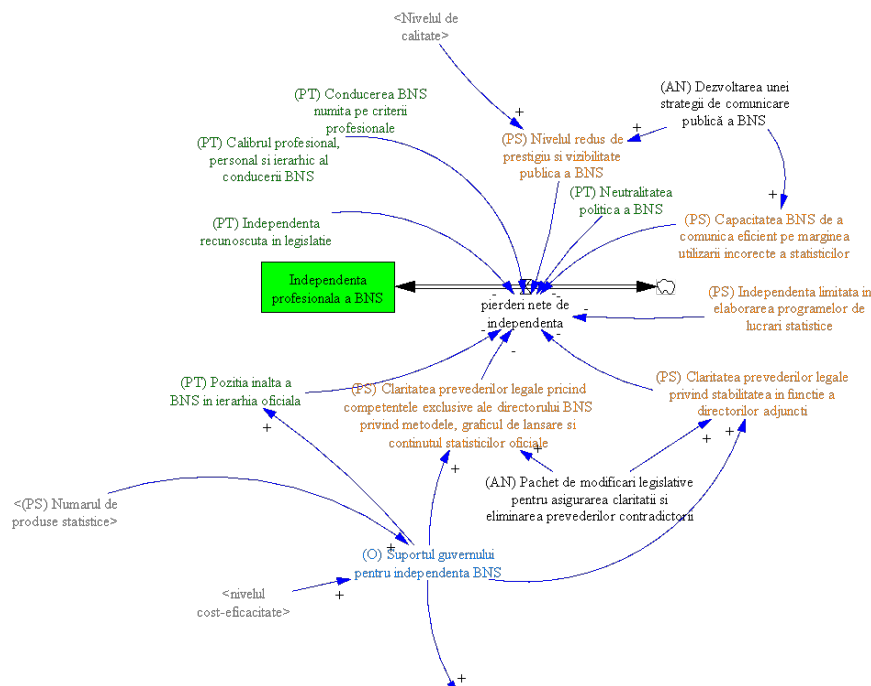 <Nivelul de
calitate>
(PT) Conducerea BNS
numita pe criterii
profesionale
(AN) Dezvoltarea unei
strategii de comunicare
publică a BNS
(PT) Calibrul profesional,
personal si ierarhic al
conducerii BNS
+
+
(PS) Nivelul redus de
prestigiu si vizibilitate
publica a BNS
(PT) Neutralitatea
politica a BNS
+
(PT) Independenta
recunoscuta in legislatie
(PS) Capacitatea BNS de a
comunica eficient pe marginea
utilizarii incorecte a statisticilor
Independenta
profesionala a BNS
pierderi nete de
independenta
(PS) Independenta limitata in
elaborarea programelor de
lucrari statistice
-
-
-
-
-
-
(PT) Pozitia inalta a
BNS in ierarhia oficiala
+
(PS) Claritatea prevederilor legale pricind
competentele exclusive ale directorului BNS
privind metodele, graficul de lansare si
continutul statisticilor oficiale
(PS) Claritatea prevederilor legale
privind stabilitatea in functie a
directorilor adjuncti
+
+
+
+
(AN) Pachet de modificari legislative
pentru asigurarea claritatii si
eliminarea prevederilor contradictorii
<(PS) Numarul de
produse statistice>
+
(O) Suportul guvernului
pentru independenta BNS
<nivelul
cost-eficacitate>
+
+